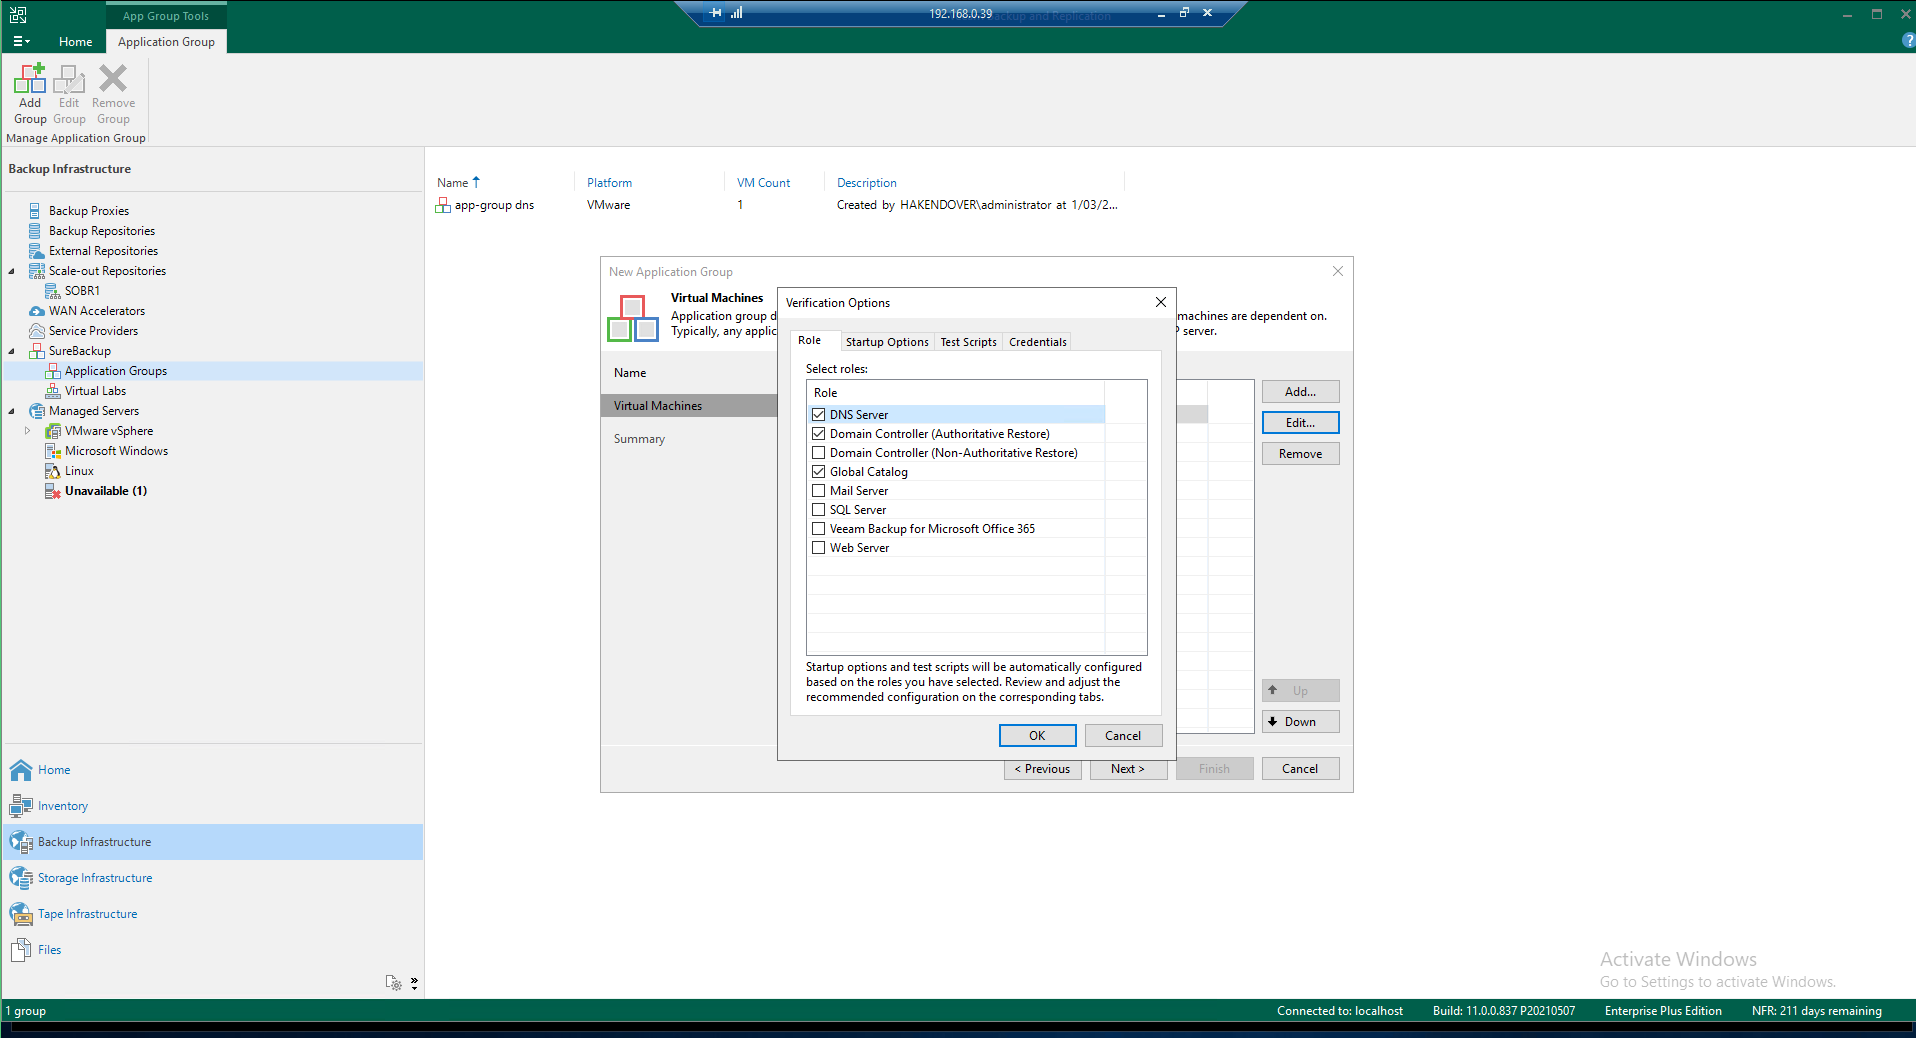 App Group Tools
192.168.0.39
Backup and Replication
Home
Application Group
Add Group
Edit Group
Remove Group
Manage Application Group
Backup Infrastructure
Backup Proxies
Backup Repositories
External Repositories
Scale-out Repositories
SOBR1
WAN Accelerators
Service Providers
SureBackup
Application Groups
Virtual Labs
Managed Servers
VMware vSphere
Microsoft Windows
Linux
Unavailable (1)
Home
Inventory
Backup Infrastructure
Storage Infrastructure
Tape Infrastructure
Files
Name Platform VM Count Description
app-group dns VMware 1 Created by HAKENDOVER\administrator at 1/03/2...
New Application Group
Virtual Machines
Application group d
machines are dependent on.
Typically, any applic
P server.
Name
Virtual Machines
Summary
Verification Options
Role Startup Options Test Scripts Credentials
Select roles:
Role
DNS Server
Domain Controller (Authoritative Restore)
Domain Controller (Non-Authoritative Restore)
Global Catalog
Mail Server
SQL Server
Veeam Backup for Microsoft Office 365
Web Server
Startup options and test scripts will be automatically configured
based on the roles you have selected. Review and adjust the
recommended configuration on the corresponding tabs.
OK Cancel
Add...
Edit...
Remove
Up
Down
< Previous Next > Finish Cancel
Activate Windows
Go to Settings to activate Windows.
1 group
Connected to: localhost Build: 11.0.0.837 P20210507 Enterprise Plus Edition NFR: 211 days remaining